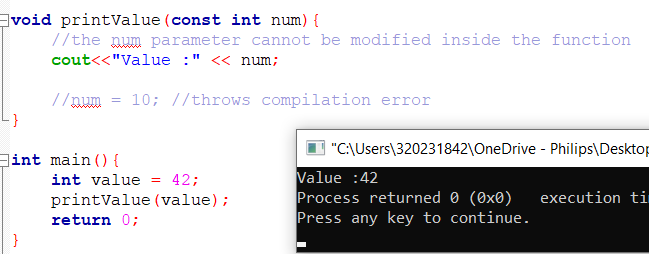 void printValue(const int num){
//the num parameter cannot be modified inside the function
cout<<"Value :" << num;
//num = 10; //throws compilation error
}
int main(){
int value = 42;
printValue(value);
return 0;
}
"C:\Users\320231842\OneDrive - Philips\Desktop
Value :42
Process returned 0 (0x0)   execution
Press any key to continue.